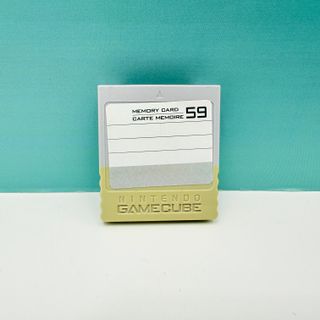 MEMORY CARD 59
CARTE MEMOIRE
NINTENDO
GAMECUBE